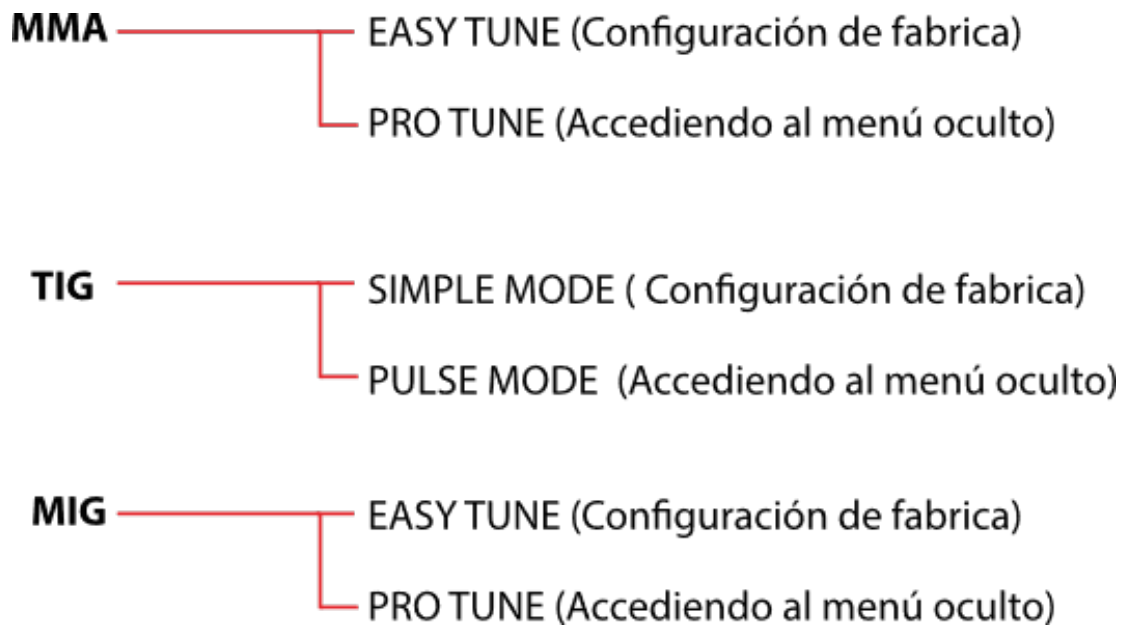 MMA EASY TUNE (Configuración de fabrica)
PRO TUNE (Accediendo al menú oculto)
TIG SIMPLE MODE ( Configuración de fabrica)
PULSE MODE (Accediendo al menú oculto)
MIG EASY TUNE (Configuración de fabrica)
PRO TUNE (Accediendo al menú oculto)